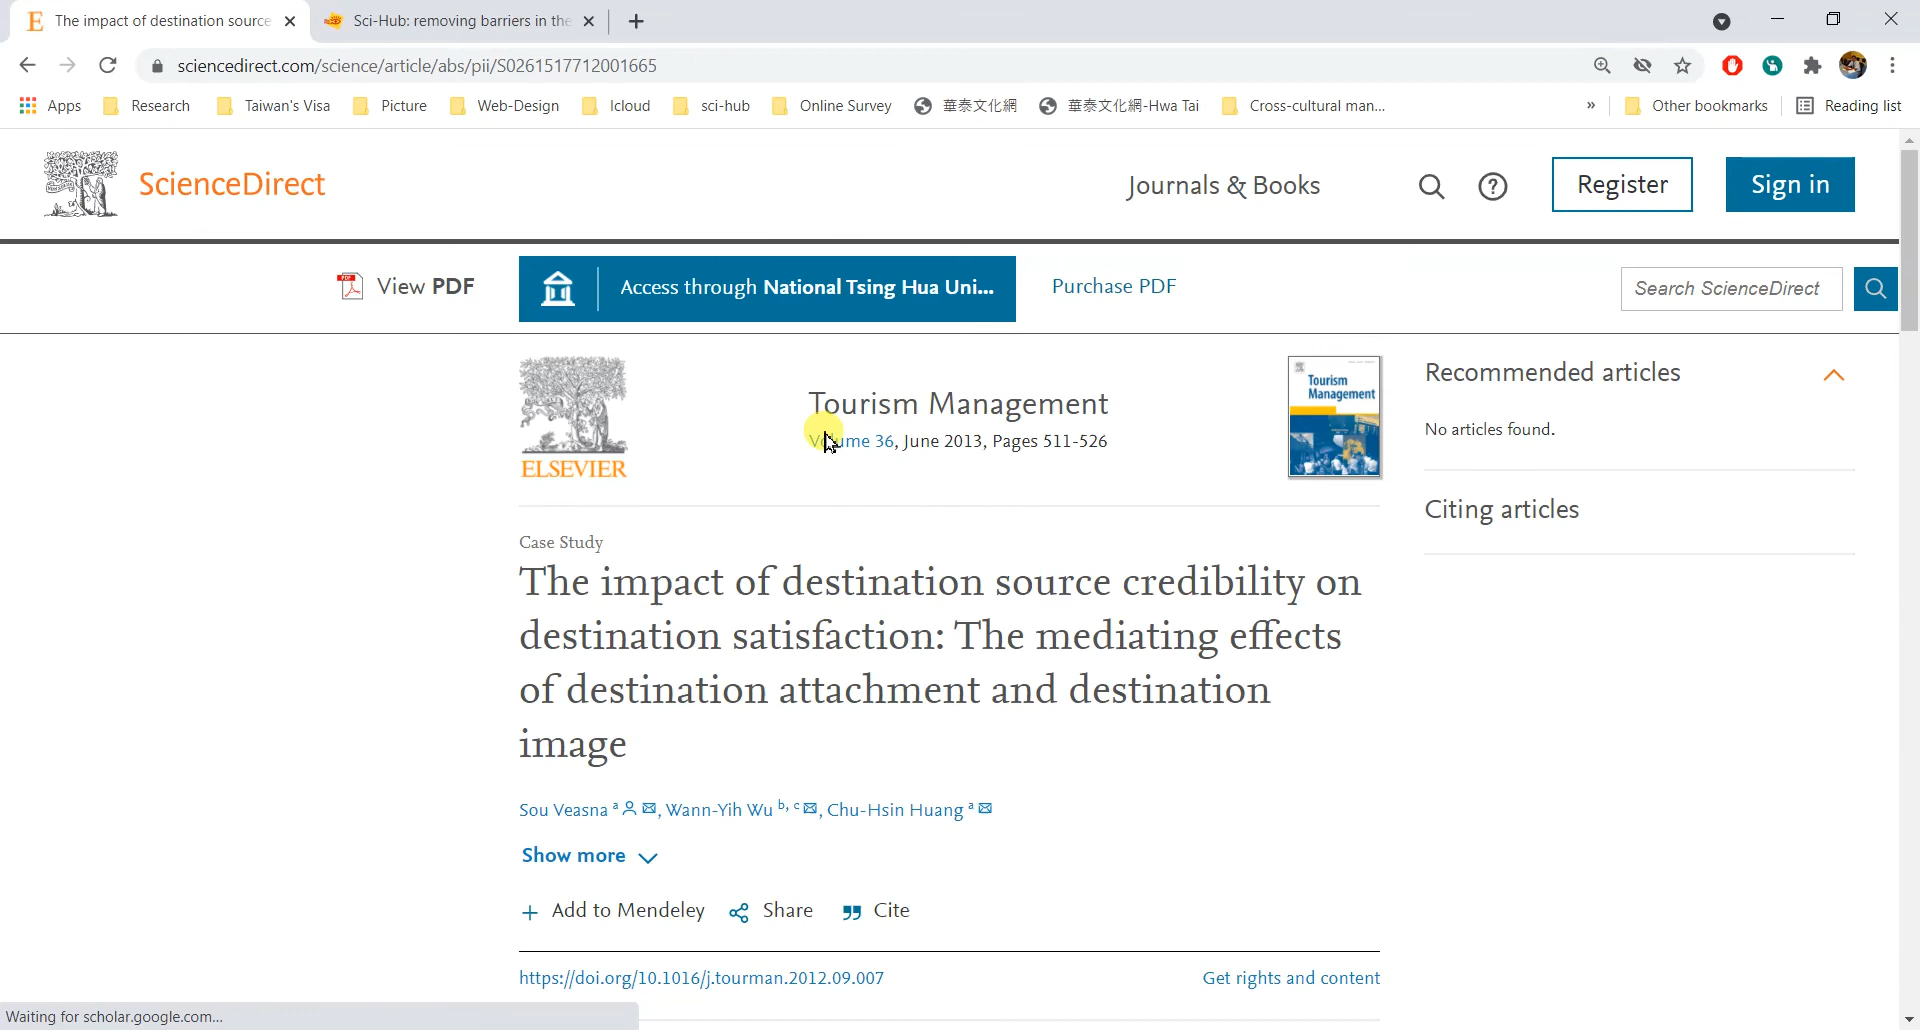 The impact of destination source
Sci-Hub: removing barriers in the
sciencedirect.com/science/article/abs/pii/S0261517712001665
Apps Research Taiwan's Visa Picture Web-Design Icloud sci-hub Online Survey 華泰文化網 華泰文化網-Hwa Tai Cross-cultural man... » Other bookmarks Reading list
ScienceDirect
Journals & Books
?
Register
Sign in
PDF
View PDF
Access through National Tsing Hua Uni...
Purchase PDF
Search ScienceDirect
ELSEVIER
Tourism Management
Volume 36, June 2013, Pages 511-526
Tourism
Management
Recommended articles
No articles found.
Citing articles
Case Study
The impact of destination source credibility on
destination satisfaction: The mediating effects
of destination attachment and destination
image
Sou Veasna a, Wann-Yih Wu b, c, Chu-Hsin Huang a
Show more
Add to Mendeley Share Cite
https://doi.org/10.1016/j.tourman.2012.09.007
Get rights and content
Waiting for scholar.google.com...